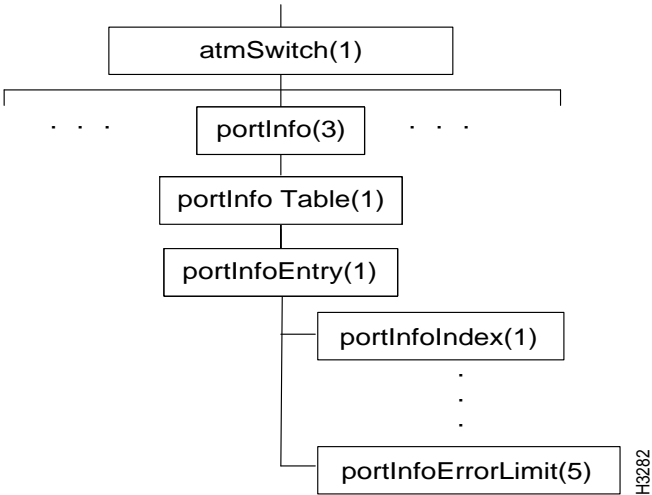 atmSwitch(1)
. . .
portInfo(3)
. . .
portInfo Table(1)
portInfoEntry(1)
portInfoIndex(1)
.
.
.
portInfoErrorLimit(5)
H3282